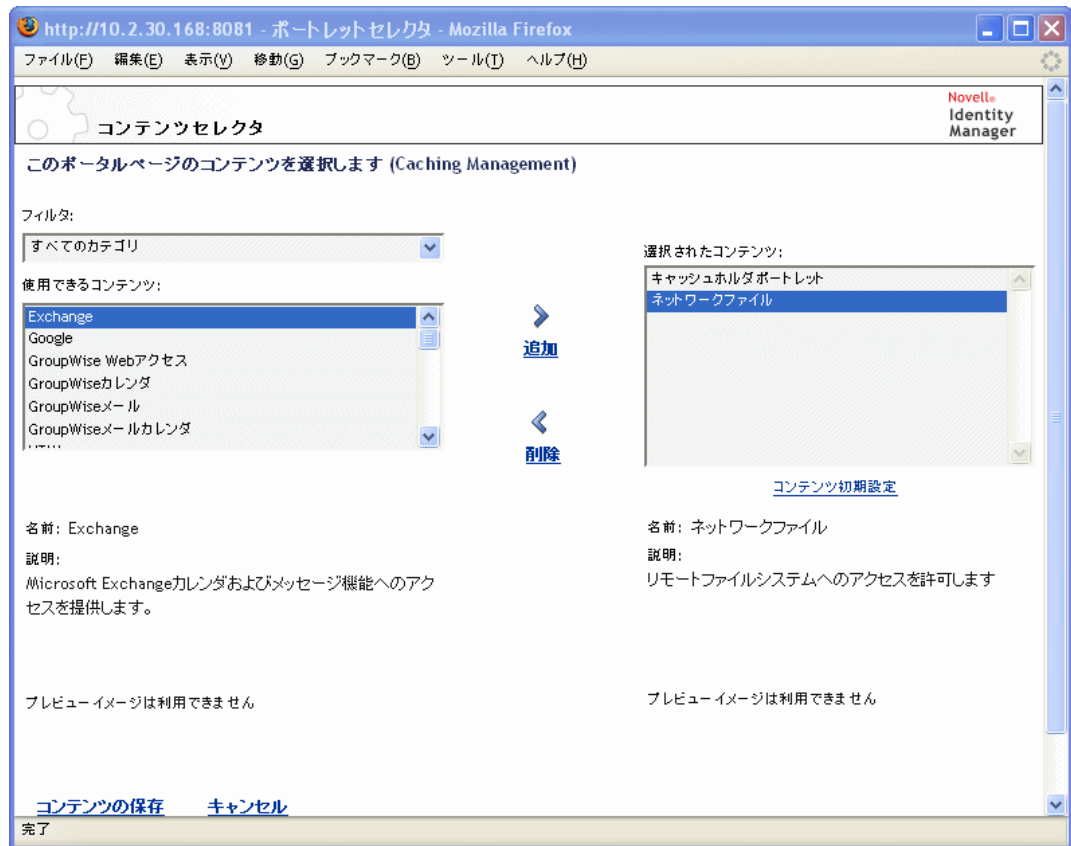 http://10.2.30.168:8081 - ポートレットセレクタ - Mozilla Firefox
ファイル(F) 編集(E) 表示(V) 移動(G) ブックマーク(B) ツール(T) ヘルプ(H)
Novell®
Identity
Manager
コンテンツセレクタ
このポータルページのコンテンツを選択します (Caching Management)
フィルタ:
すべてのカテゴリ
使用できるコンテンツ:
Exchange
Google
GroupWise Webアクセス
GroupWiseカレンダ
GroupWiseメール
GroupWiseメールカレンダ
追加
削除
選択されたコンテンツ:
キャッシュホルダポートレット
ネットワークファイル
コンテンツ初期設定
名前: Exchange
説明:
Microsoft Exchangeカレンダおよびメッセージ機能へのアク
セスを提供します。
プレビューイメージは利用できません
名前: ネットワークファイル
説明:
リモートファイルシステムへのアクセスを許可します
プレビューイメージは利用できません
コンテンツの保存 キャンセル
完了